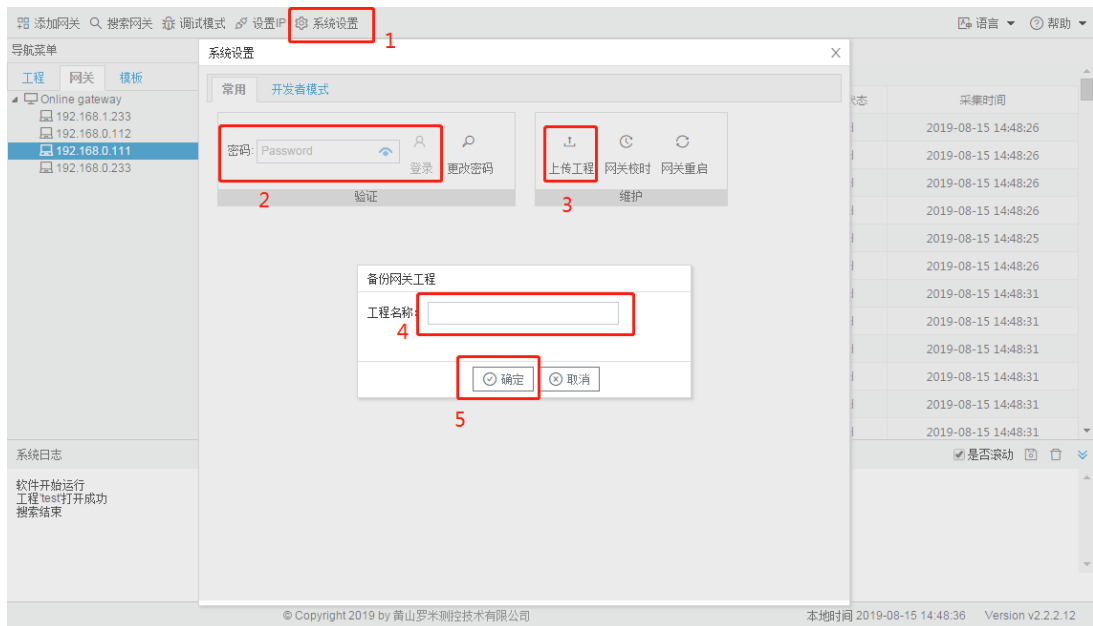 添加网关 搜索网关 调试模式 设置IP 系统设置 语言 帮助
1
导航菜单
系统设置
工程 网关 模板
常用 开发者模式
Online gateway
192.168.1.233
192.168.0.112
192.168.0.111
192.168.0.233
密码: Password 登录 更改密码
验证
2
上传工程 网关校时 网关重启
维护
3
备份网关工程
工程名称:
4
确定 取消
5
状态 采集时间
2019-08-15 14:48:26
2019-08-15 14:48:26
2019-08-15 14:48:26
2019-08-15 14:48:26
2019-08-15 14:48:25
2019-08-15 14:48:26
2019-08-15 14:48:31
2019-08-15 14:48:31
2019-08-15 14:48:31
2019-08-15 14:48:31
2019-08-15 14:48:31
2019-08-15 14:48:31
系统日志 是否滚动
软件开始运行
工程'test'打开成功
搜索结束
© Copyright 2019 by 黄山罗米测控技术有限公司 本地时间 2019-08-15 14:48:36 Version v2.2.2.12